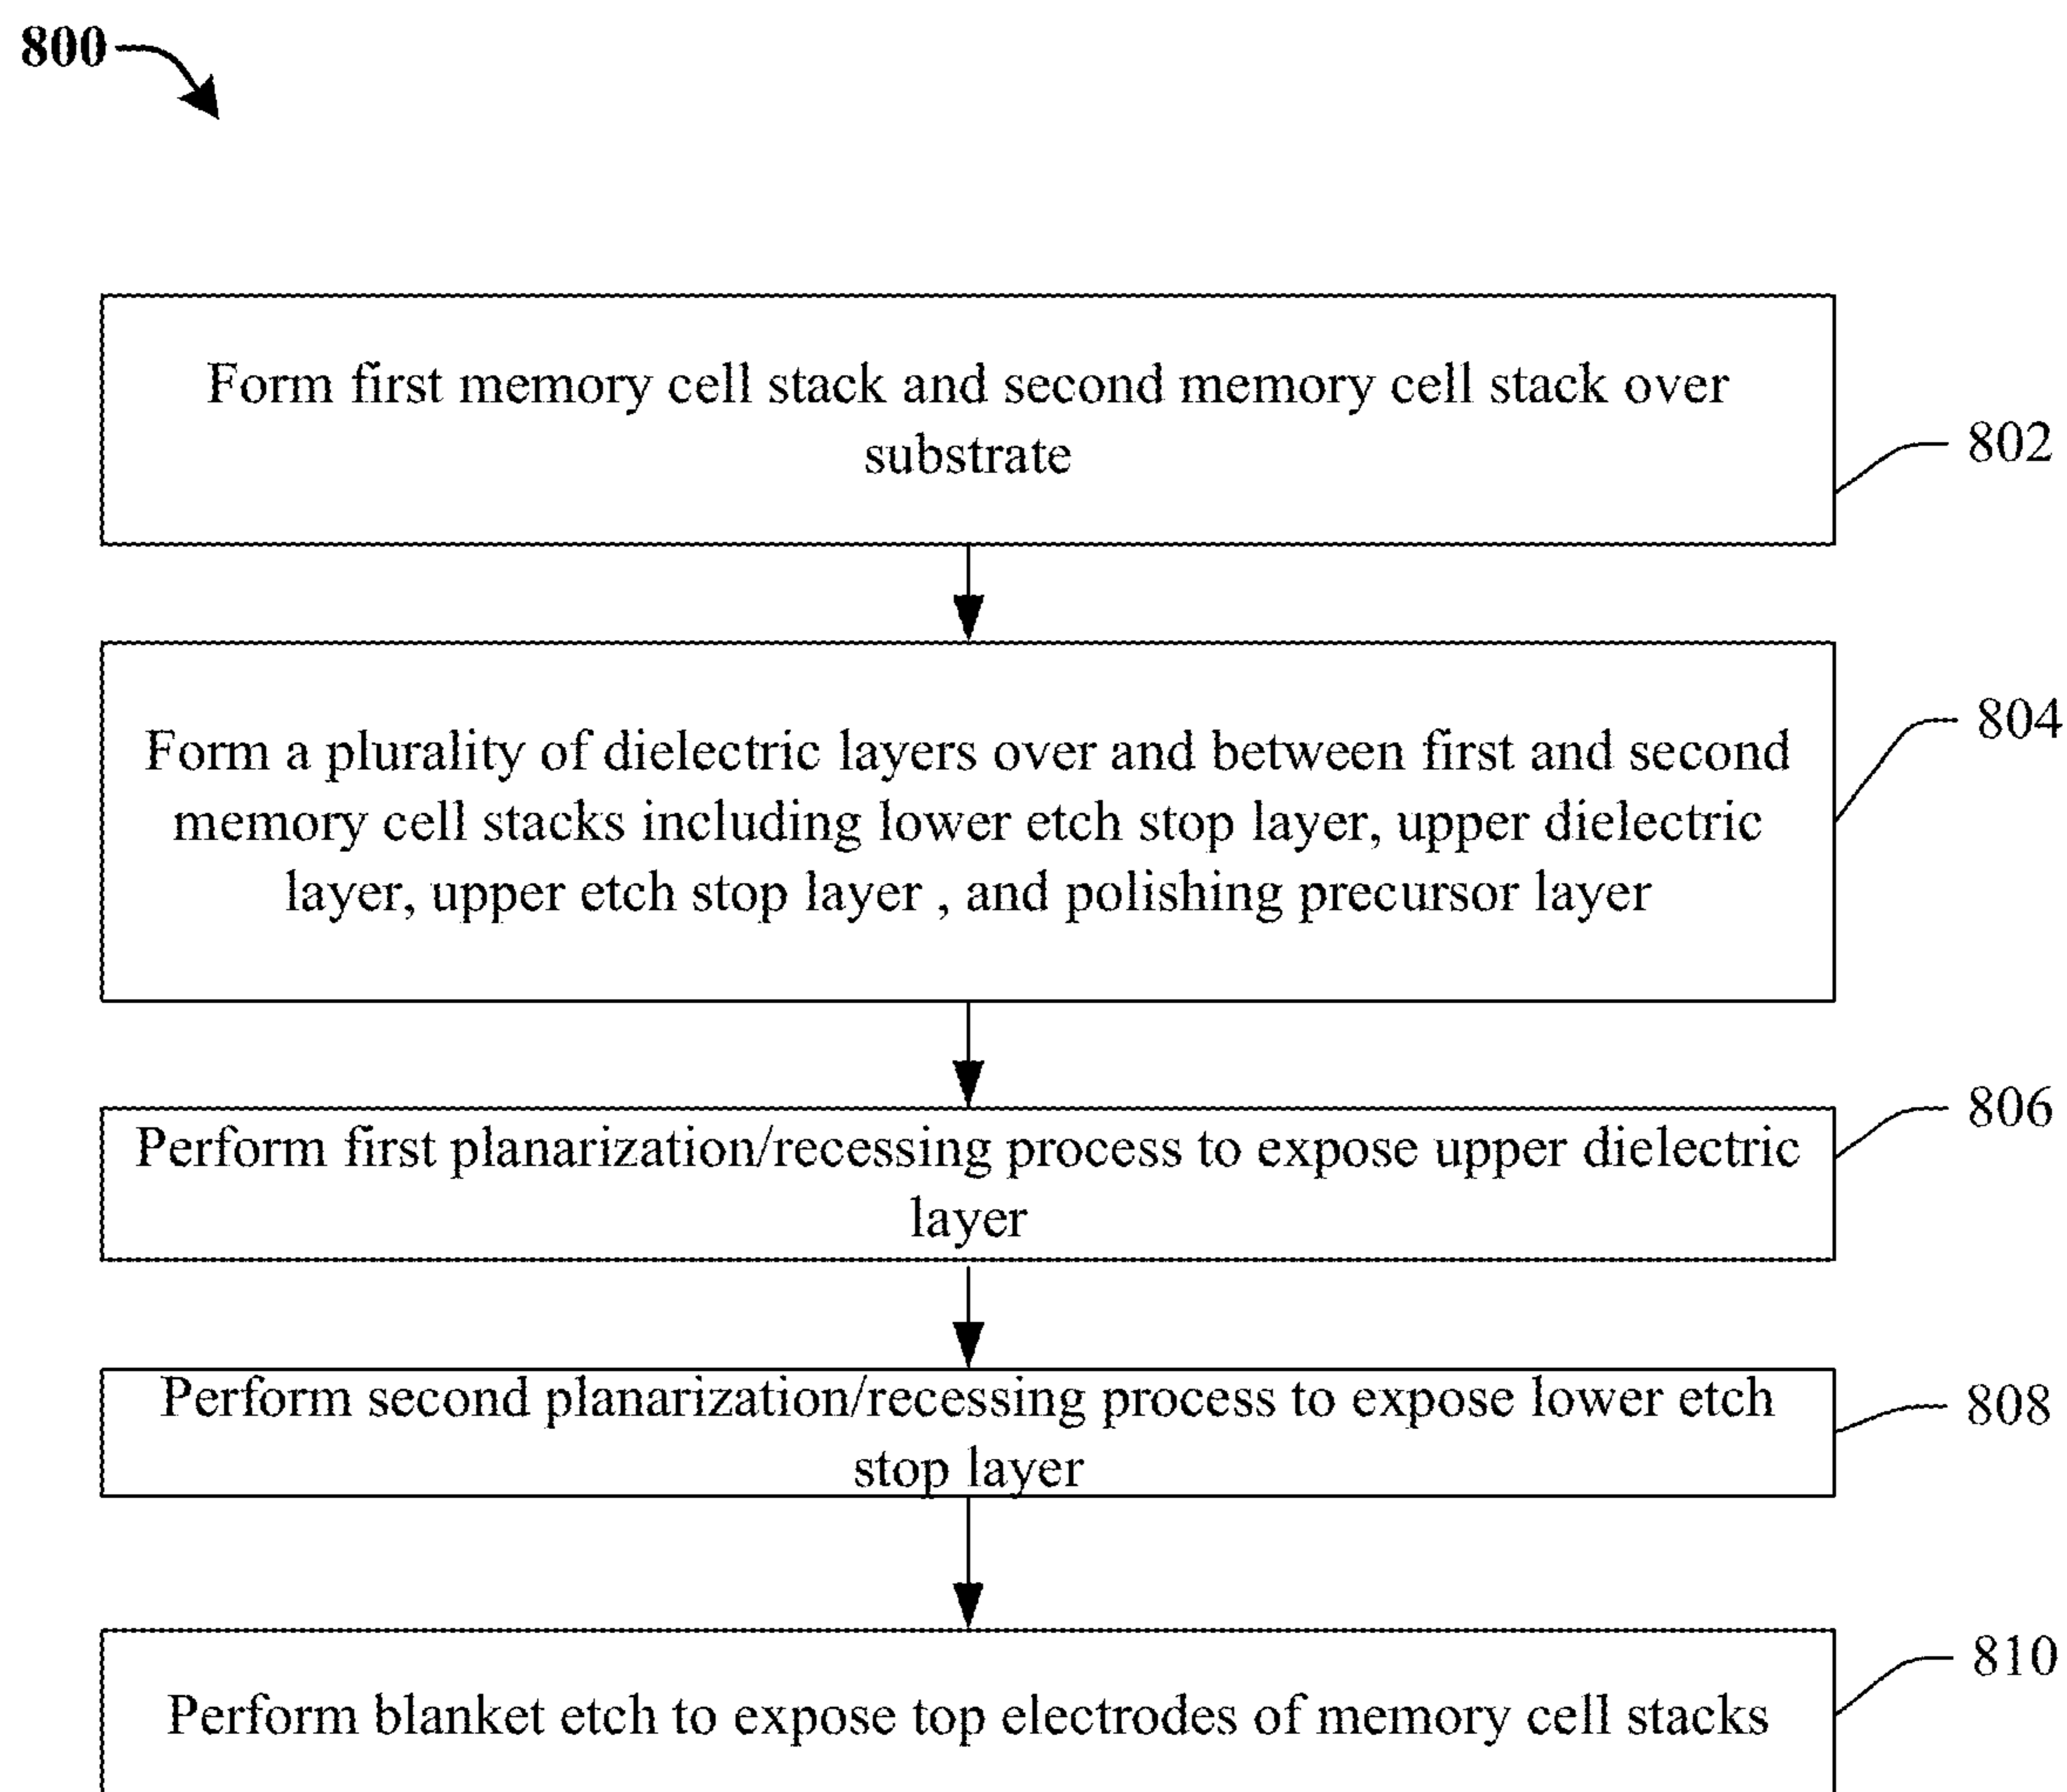 800
Form first memory cell stack and second memory cell stack over
substrate
802
Form a plurality of dielectric layers over and between first and second
memory cell stacks including lower etch stop layer, upper dielectric
layer, upper etch stop layer , and polishing precursor layer
804
Perform first planarization/recessing process to expose upper dielectric
layer
806
Perform second planarization/recessing process to expose lower etch
stop layer
808
Perform blanket etch to expose top electrodes of memory cell stacks
810